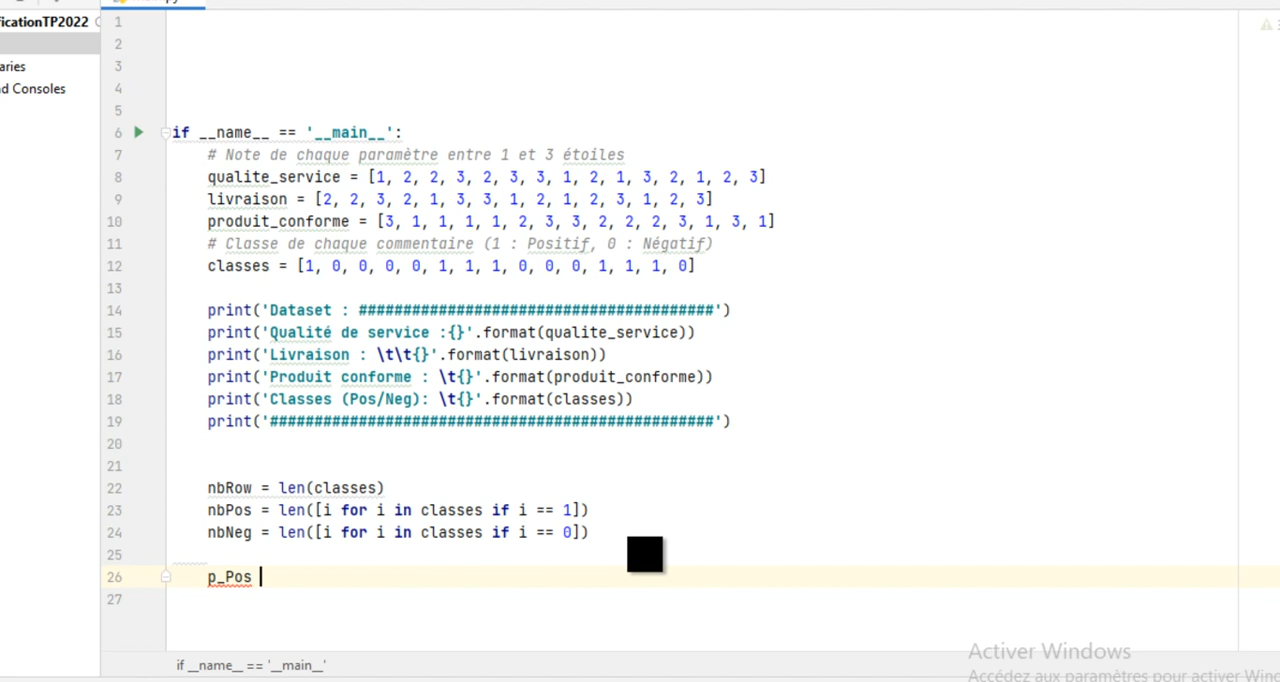 ficationTP2022
aries
d Consoles
1
2
3
4
5
6 if __name__ == '__main__':
7 # Note de chaque paramètre entre 1 et 3 étoiles
8 qualite_service = [1, 2, 2, 3, 2, 3, 3, 1, 2, 1, 3, 2, 1, 2, 3]
9 livraison = [2, 2, 3, 2, 1, 3, 3, 1, 2, 1, 2, 3, 1, 2, 3]
10 produit_conforme = [3, 1, 1, 1, 1, 2, 3, 3, 2, 2, 2, 3, 1, 3, 1]
11 # Classe de chaque commentaire (1 : Positif, 0 : Négatif)
12 classes = [1, 0, 0, 0, 0, 1, 1, 1, 0, 0, 0, 1, 1, 1, 0]
13
14 print('Dataset : ########################################')
15 print('Qualité de service :{}'.format(qualite_service))
16 print('Livraison : \t\t{}'.format(livraison))
17 print('Produit conforme : \t{}'.format(produit_conforme))
18 print('Classes (Pos/Neg): \t{}'.format(classes))
19 print('##################################################')
20
21
22 nbRow = len(classes)
23 nbPos = len([i for i in classes if i == 1])
24 nbNeg = len([i for i in classes if i == 0])
25
26 p_Pos
27
if __name__ == '__main__'
Activer Windows
Accédez aux paramètres pour activer Wind